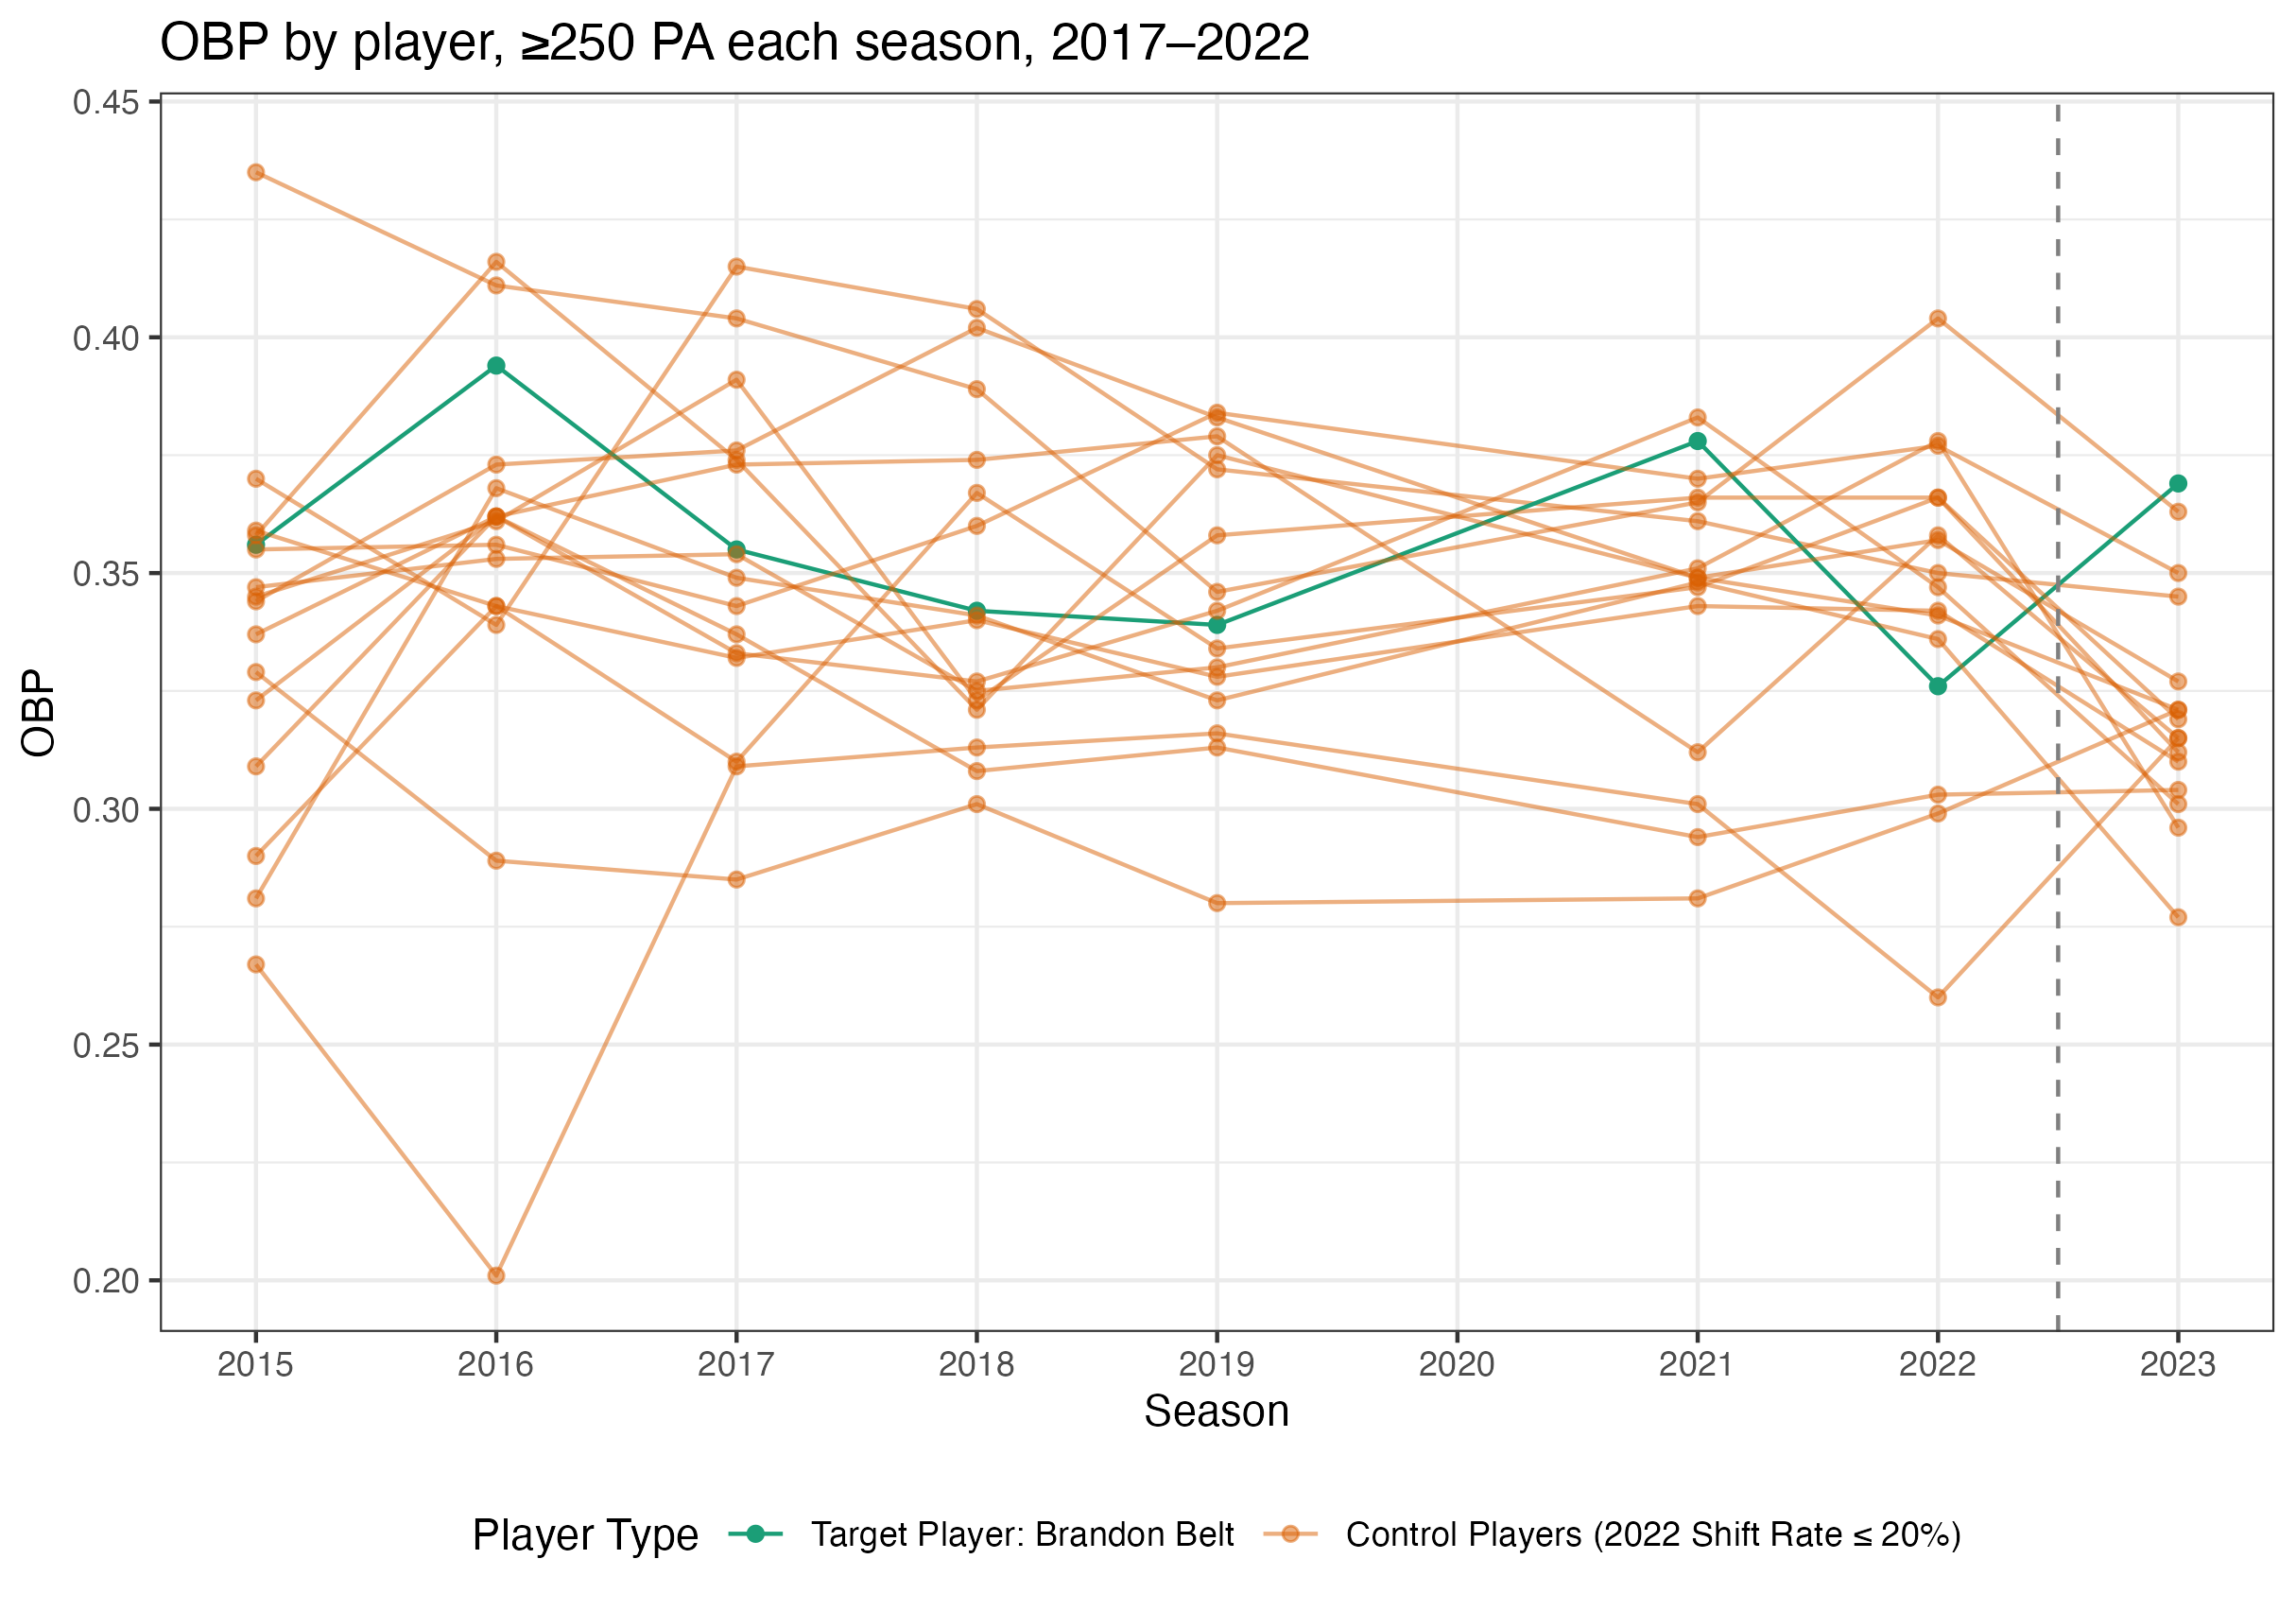 OBP by player, ≥250 PA each season, 2017–2022
0.45
0.40
0.35
0.30
0.25
0.20
OBP
2015 2016 2017 2018 2019 2020 2021 2022 2023
Season
Player Type Target Player: Brandon Belt Control Players (2022 Shift Rate ≤ 20%)